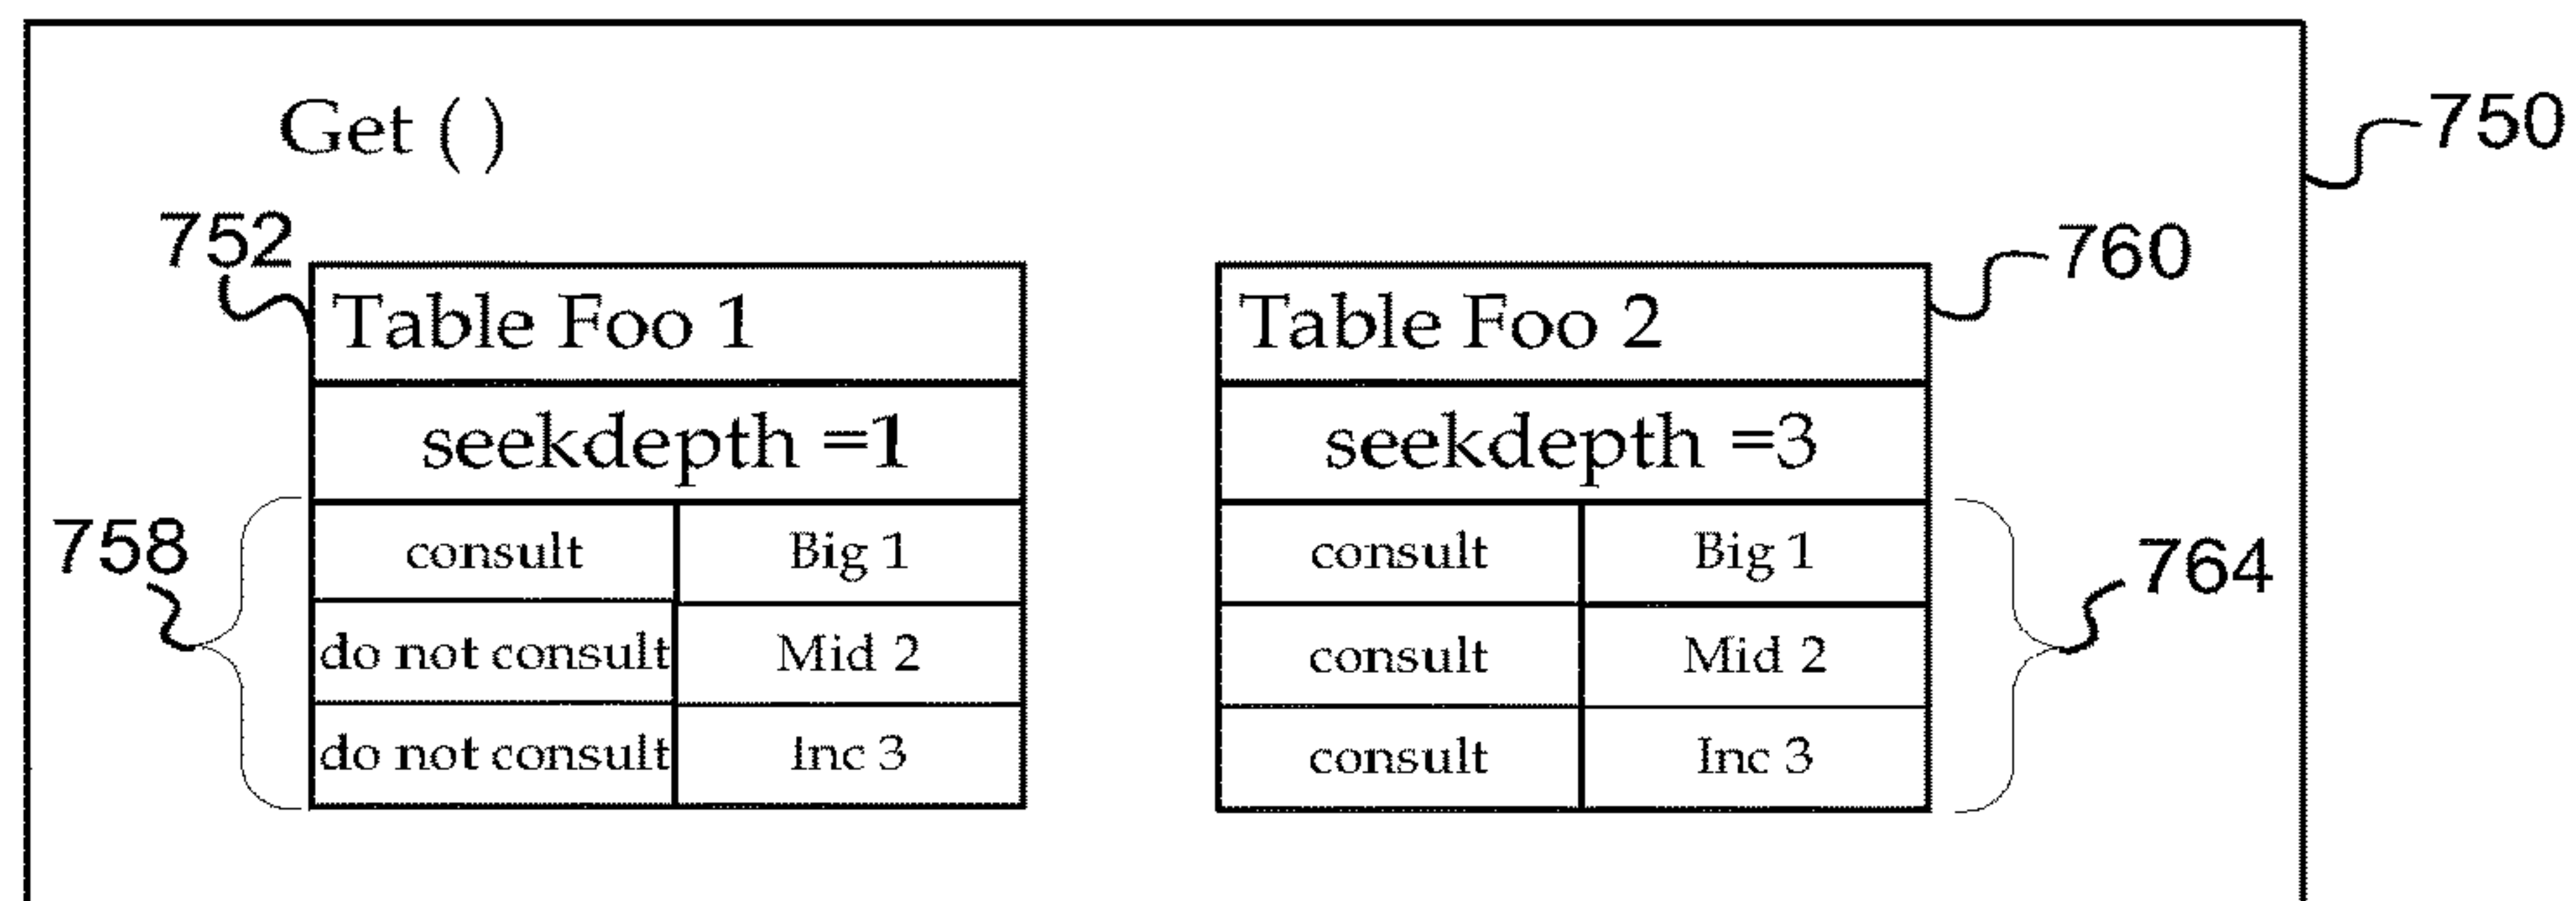 Get ( )
750
752
760
Table Foo 1
Table Foo 2
seekdepth =1
seekdepth =3
758
consult Big 1
do not consult Mid 2
do not consult Inc 3
consult Big 1
consult Mid 2
consult Inc 3
764